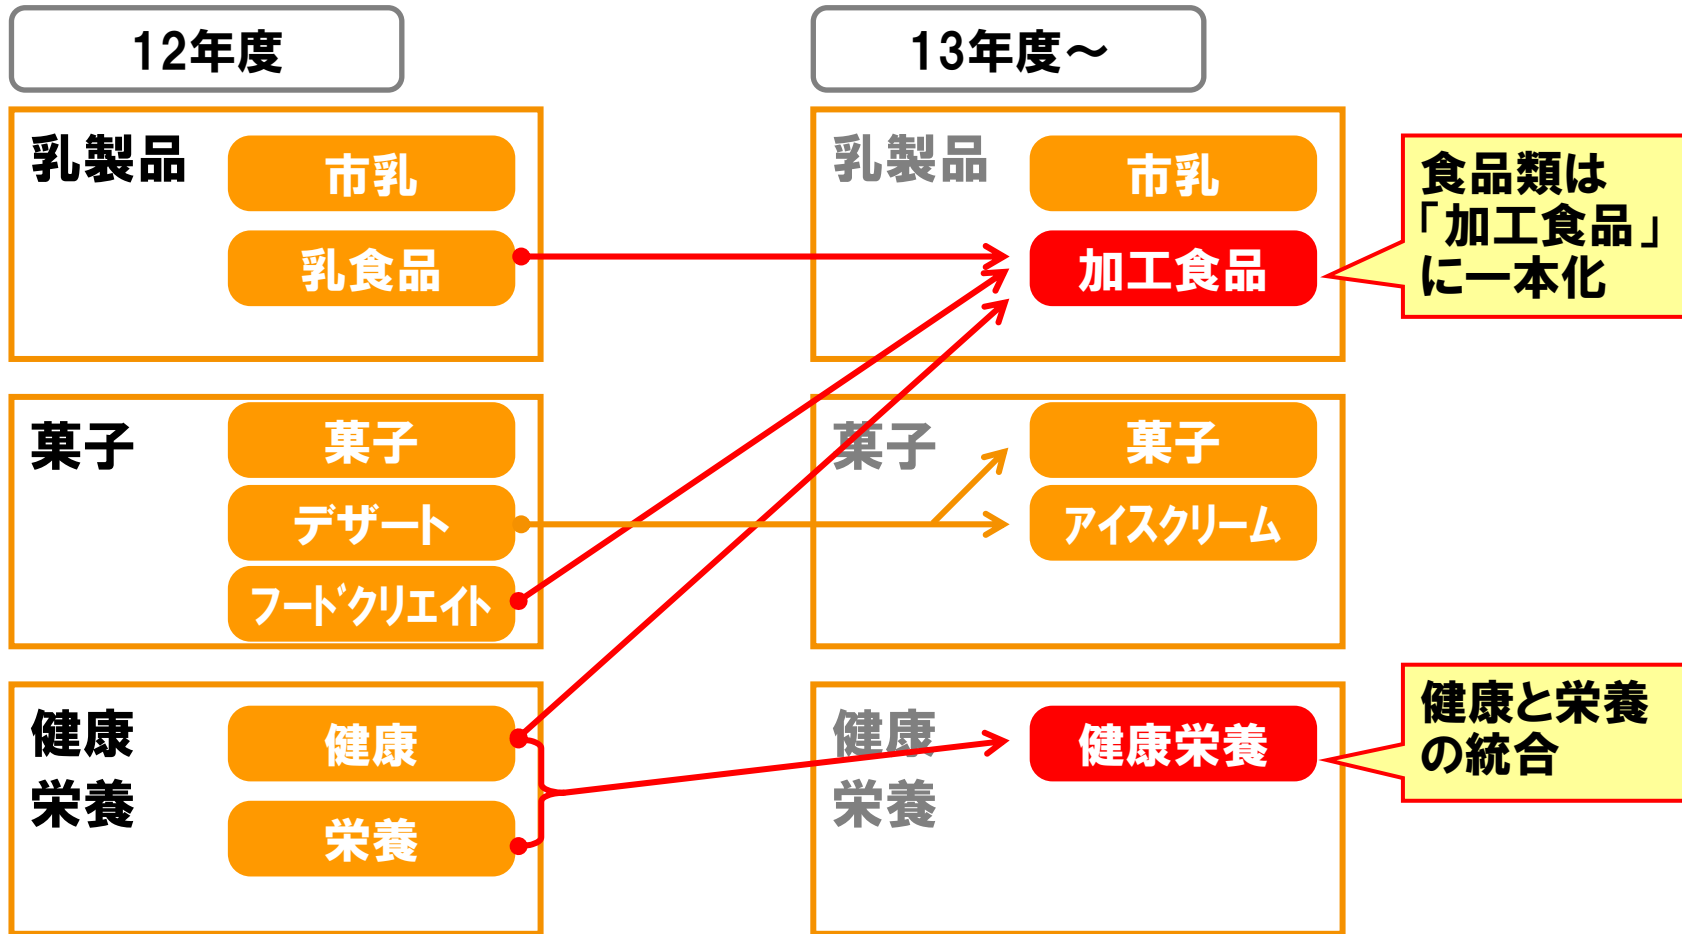 12年度
13年度～
乳製品
市乳
乳食品
乳製品
市乳
加工食品
食品類は
「加工食品」
に一本化
菓子
菓子
デザート
フードクリエイト
菓子
菓子
アイスクリーム
健康
栄養
健康
栄養
健康
栄養
健康栄養
健康と栄養
の統合